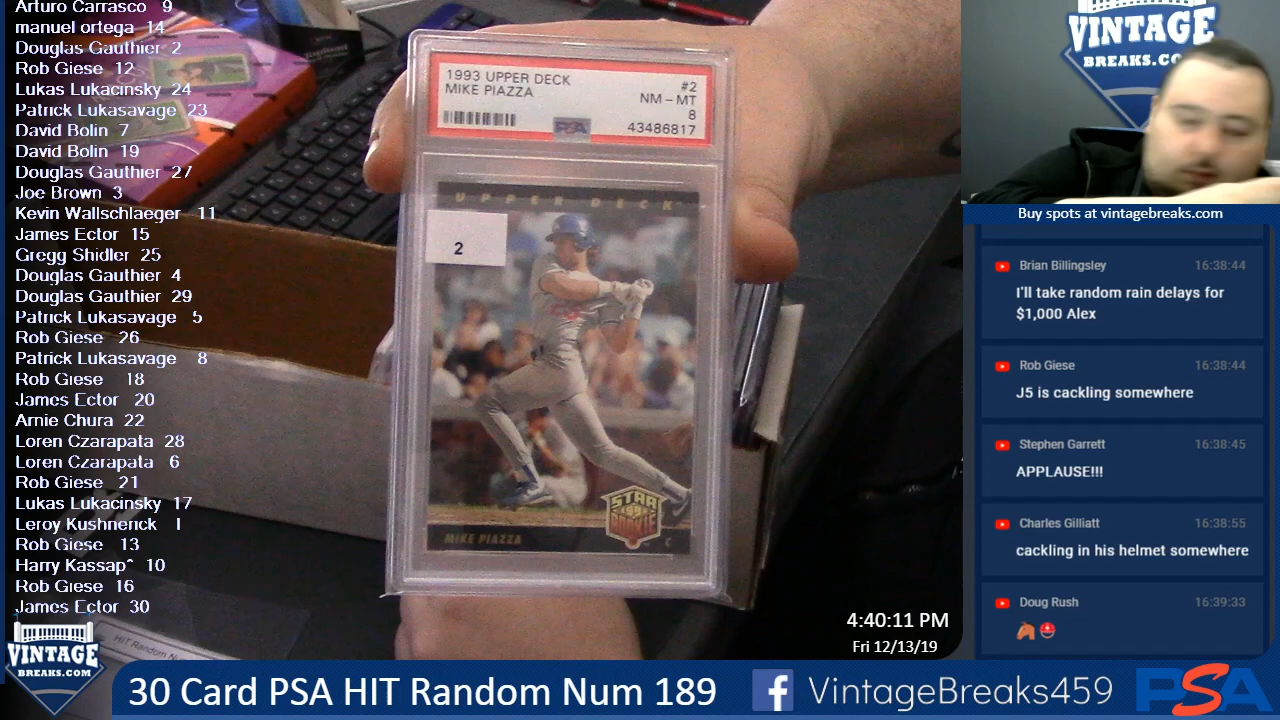 Arturo Carrasco 9
manuel ortega 14
Douglas Gauthier 2
Rob Giese 12
Lukas Lukacinsky 24
Patrick Lukasavage 23
David Bolin 7
David Bolin 19
Douglas Gauthier 27
Joe Brown 3
Kevin Wallschlaeger 11
James Ector 15
Gregg Shidler 25
Douglas Gauthier 4
Douglas Gauthier 29
Patrick Lukasavage 5
Rob Giese 26
Patrick Lukasavage 8
Rob Giese 18
James Ector 20
Arnie Chura 22
Loren Czarapata 28
Loren Czarapata 6
Rob Giese 21
Lukas Lukacinsky 17
Leroy Kushnerick 1
Rob Giese 13
Harry Kassap^ 10
Rob Giese 16
James Ector 30
VINTAGE
BREAKS.COM
HIT Random Nu
1993 UPPER DECK #2
MIKE PIAZZA NM - MT
8
PSA 43486817
UPPER DECK
2
STAR
1993
ROOKIE
MIKE PIAZZA C
4:40:11 PM
Fri 12/13/19
VINTAGE
BREAKS.CO
Buy spots at vintagebreaks.com
Brian Billingsley 16:38:44
I'll take random rain delays for
$1,000 Alex
Rob Giese 16:38:44
J5 is cackling somewhere
Stephen Garrett 16:38:45
APPLAUSE!!!
Charles Gilliatt 16:38:55
cackling in his helmet somewhere
Doug Rush 16:39:33
30 Card PSA HIT Random Num 189
f VintageBreaks459
PSA